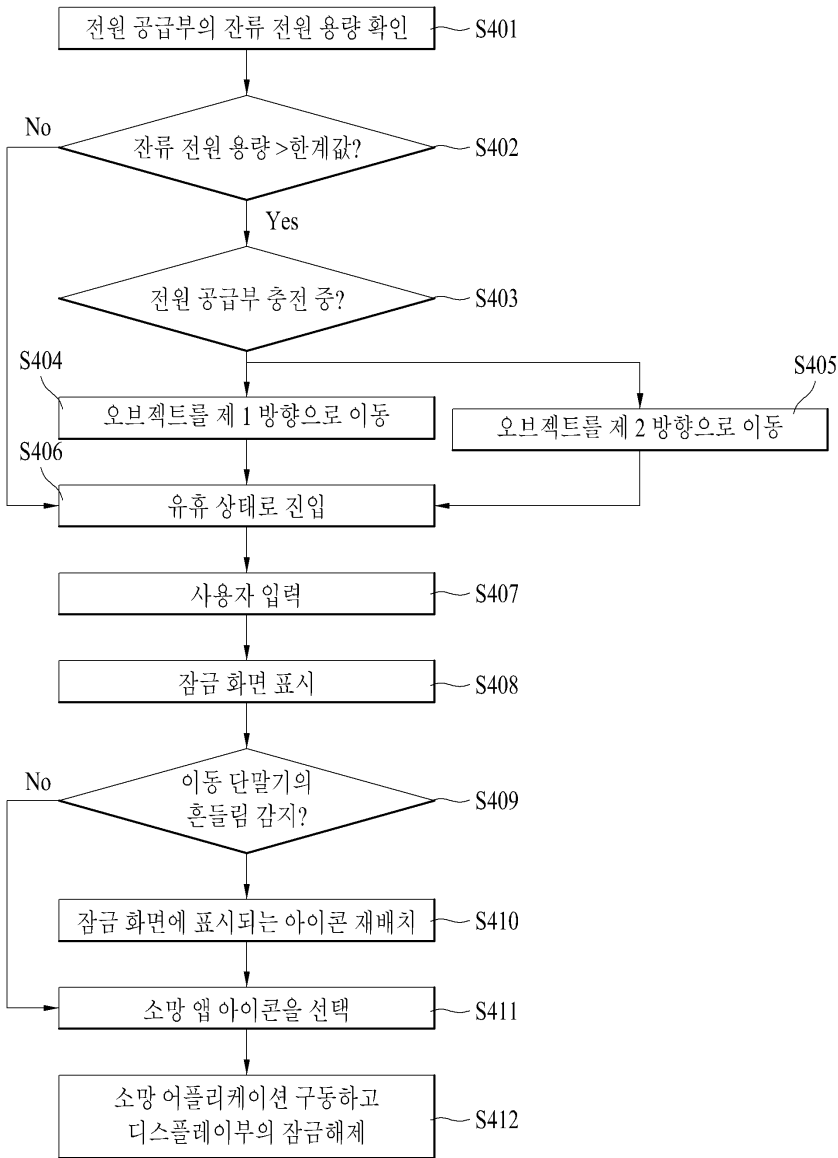 전원 공급부의 잔류 전원 용량 확인
S401
No
잔류 전원 용량 >한계값?
S402
Yes
전원 공급부 충전 중?
S403
S404
오브젝트를 제 1 방향으로 이동
S405
오브젝트를 제 2 방향으로 이동
S406
유휴 상태로 진입
사용자 입력
S407
잠금 화면 표시
S408
No
이동 단말기의
흔들림 감지?
S409
잠금 화면에 표시되는 아이콘 재배치
S410
소망 앱 아이콘을 선택
S411
소망 어플리케이션 구동하고
디스플레이부의 잠금해제
S412